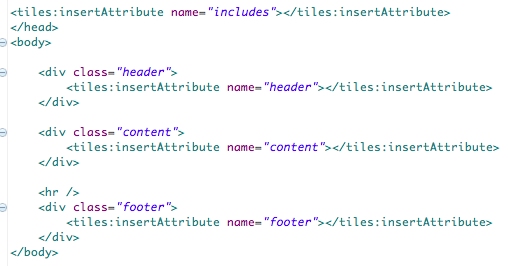 <tiles:insertAttribute name="includes"></tiles:insertAttribute>
</head>
<body>
<div class="header">
<tiles:insertAttribute name="header"></tiles:insertAttribute>
</div>
<div class="content">
<tiles:insertAttribute name="content"></tiles:insertAttribute>
</div>
<hr />
<div class="footer">
<tiles:insertAttribute name="footer"></tiles:insertAttribute>
</div>
</body>